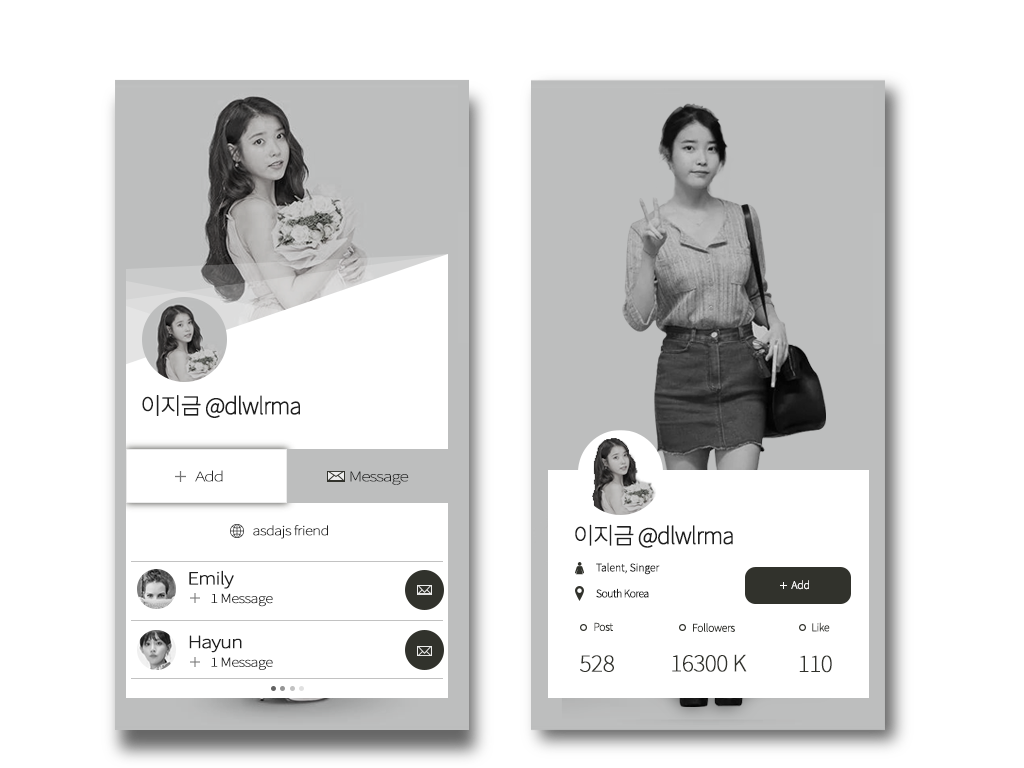 이지금 @dlwlrma
+ Add
Message
asdajs friend
Emily
+ 1 Message
Hayun
+ 1 Message
이지금 @dlwlrma
Talent, Singer
South Korea
+ Add
Post Followers Like
528 16300 K 110